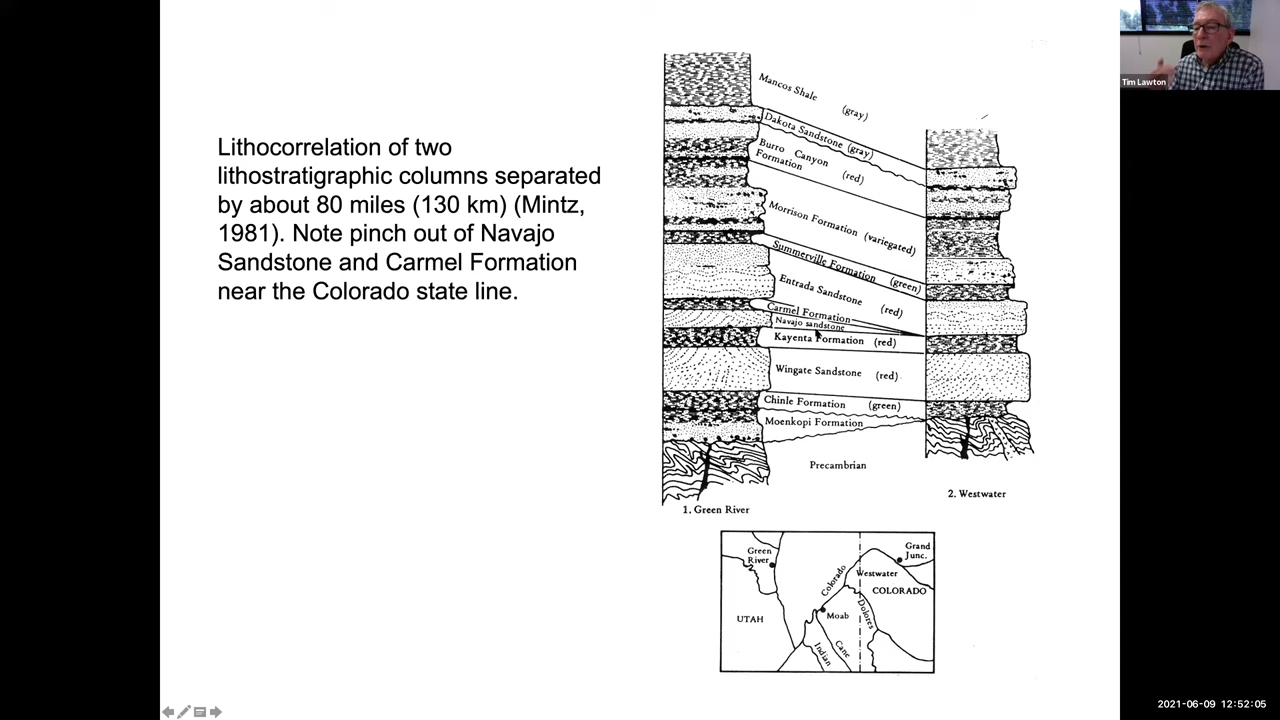 Tim Lawton
Lithocorrelation of two
lithostratigraphic columns separated
by about 80 miles (130 km) (Mintz,
1981). Note pinch out of Navajo
Sandstone and Carmel Formation
near the Colorado state line.
Mancos Shale (gray)
Dakota Sandstone (gray)
Burro Canyon
Formation (red)
Morrison Formation (variegated)
Summerville Formation (green)
Entrada Sandstone (red)
Carmel Formation
Navajo sandstone
Kayenta Formation (red)
Wingate Sandstone (red)
Chinle Formation (green)
Moenkopi Formation
Precambrian
1. Green River
2. Westwater
Green
River
Grand
Junc.
Colorado
Westwater
COLORADO
UTAH
Moab
Dolores
Indian
Cane
2021-06-09 12:52:05